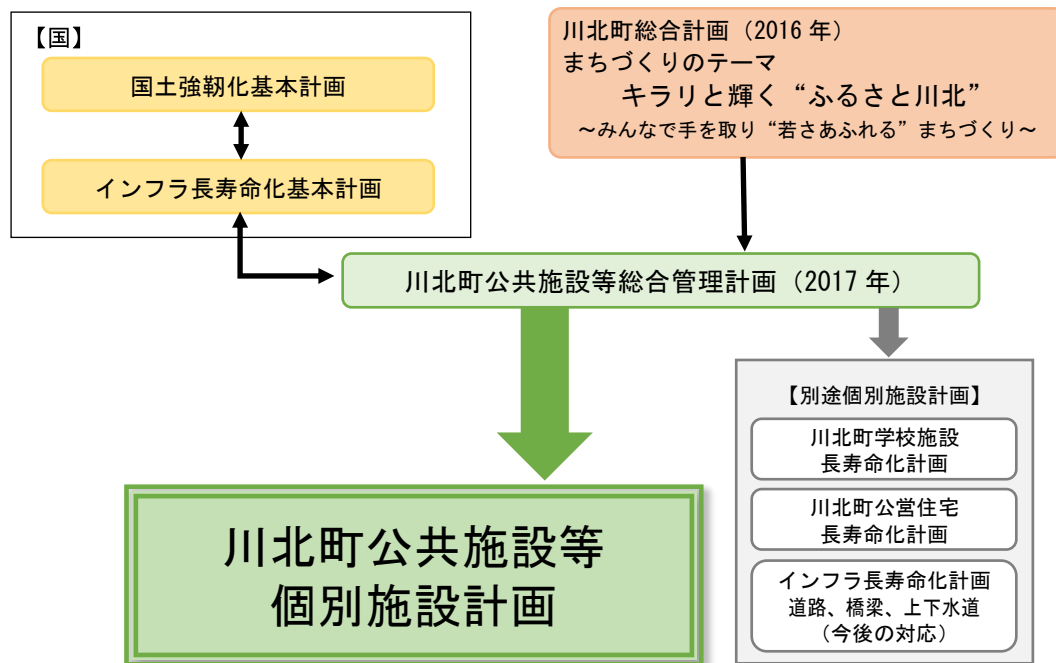 【国】
国土強靭化基本計画
インフラ長寿命化基本計画
川北町総合計画（2016 年）
まちづくりのテーマ
キラリと輝く“ふるさと川北”
～みんなで手を取り“若さあふれる”まちづくり～
川北町公共施設等総合管理計画（2017 年）
川北町公共施設等
個別施設計画
【別途個別施設計画】
川北町学校施設
長寿命化計画
川北町公営住宅
長寿命化計画
インフラ長寿命化計画
道路、橋梁、上下水道
（今後の対応）